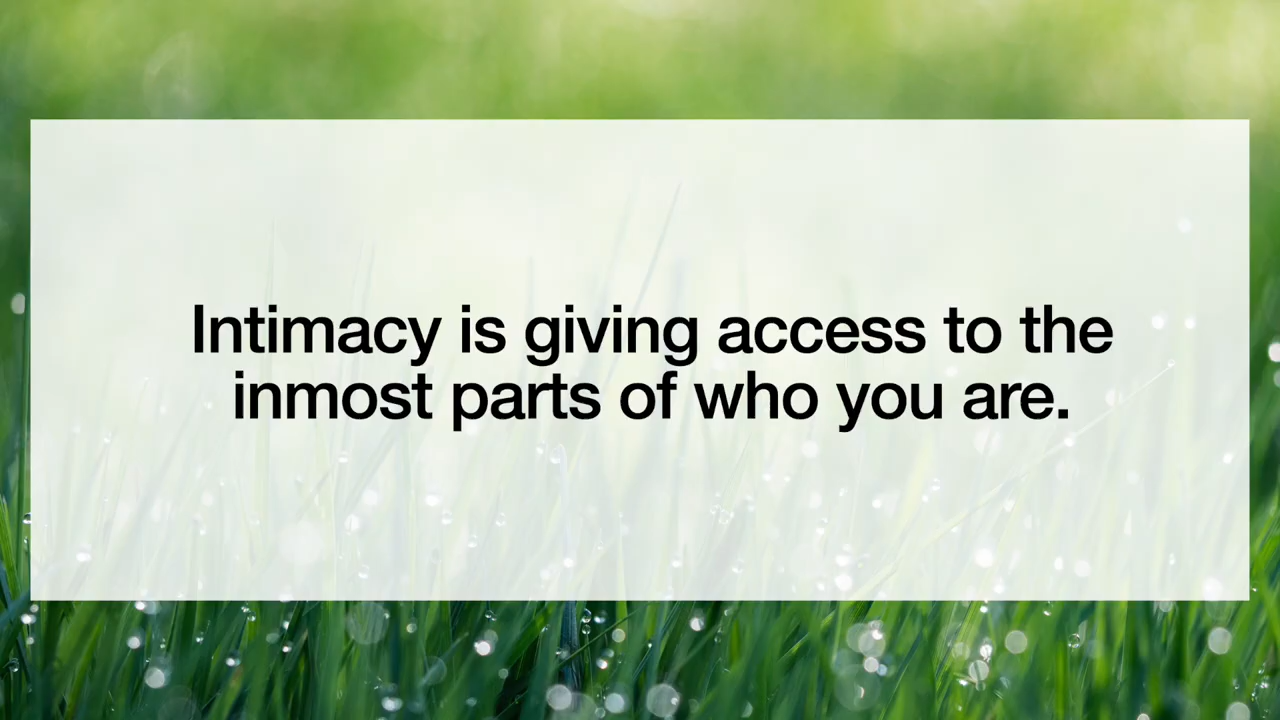 Intimacy is giving access to the
inmost parts of who you are.